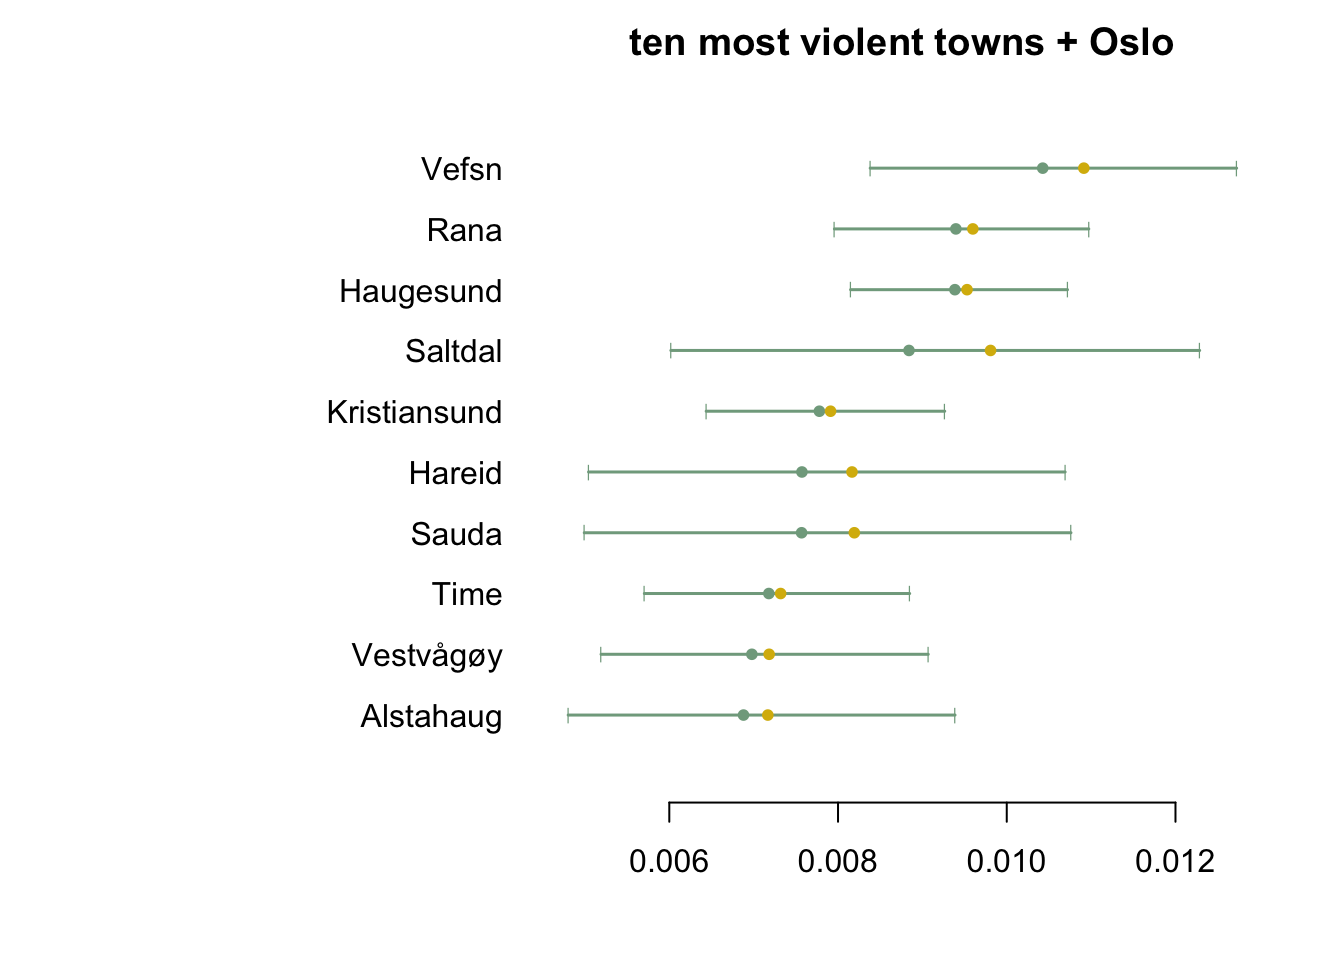 ten most violent towns + Oslo
Vefsn
Rana
Haugesund
Saltdal
Kristiansund
Hareid
Sauda
Time
Vestvågøy
Alstahaug
0.006 0.008 0.010 0.012